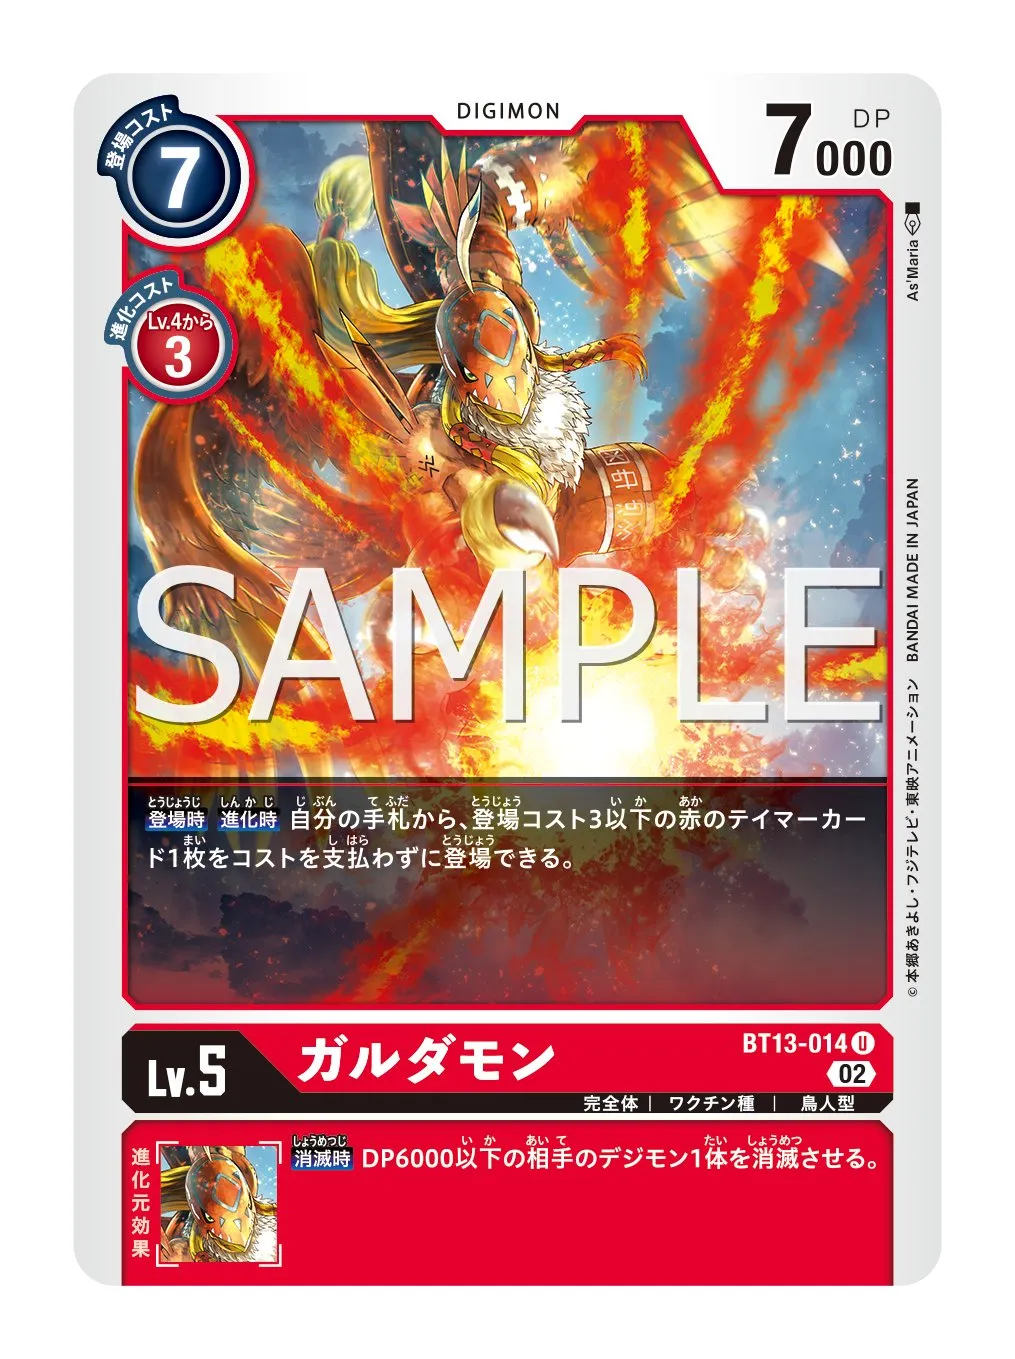 DIGIMON
登場コスト
7
7000
DP
進化コスト
Lv.4から
3
As'Maria
SAMPLE
登場時 進化時 自分の手札から、登場コスト3以下の赤のテイマーカー
ド1枚をコストを支払わずに登場できる。
©本郷あきよし・フジテレビ・東映アニメーション BANDAI MADE IN JAPAN
Lv.5
ガルダモン
BT13-014 U
02
完全体 | ワクチン種 | 鳥人型
進化元効果
消滅時 DP6000以下の相手のデジモン1体を消滅させる。